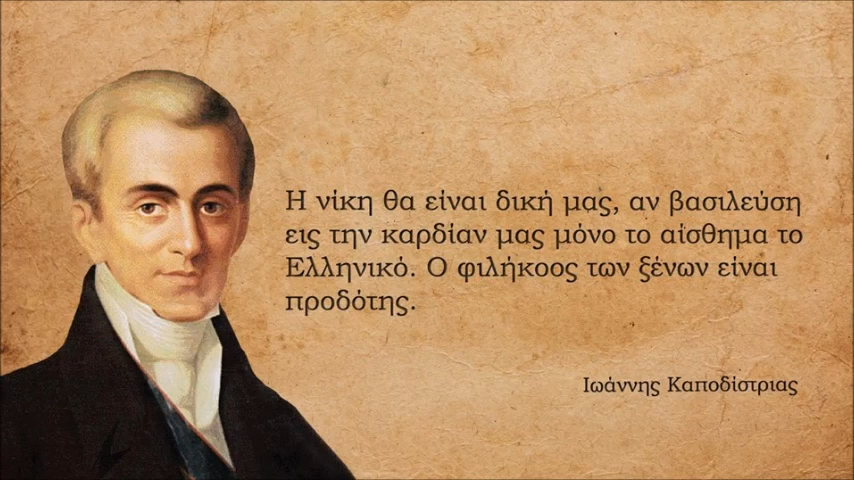 Η νίκη θα είναι δική μας, αν βασιλεύση
εις την καρδίαν μας μόνο το αίσθημα το
Ελληνικό. Ο φιλήκοος των ξένων είναι
προδότης.
Ιωάννης Καποδίστριας